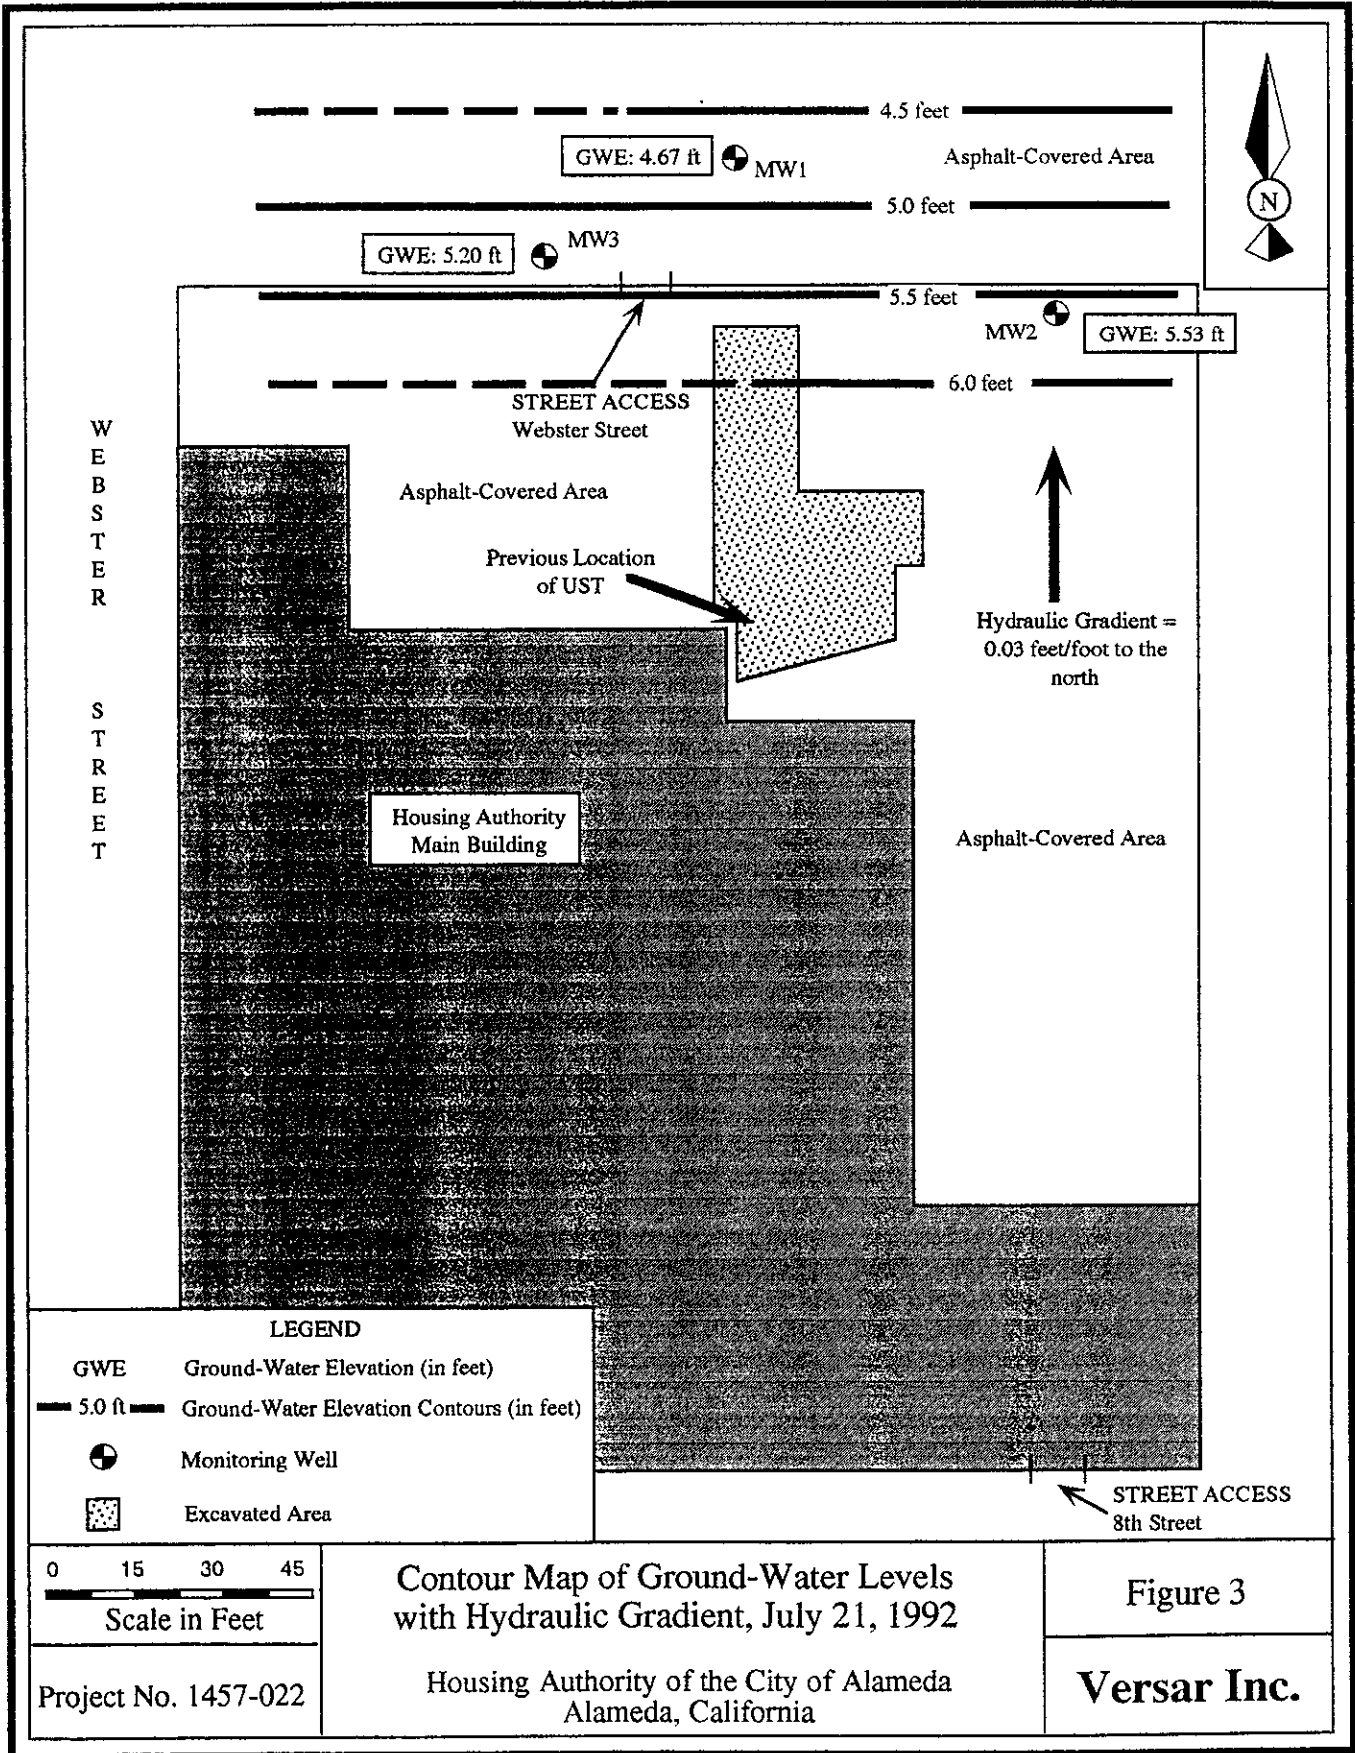 4.5 feet
GWE: 4.67 ft
MW1
Asphalt-Covered Area
N
5.0 feet
GWE: 5.20 ft
MW3
5.5 feet
MW2
GWE: 5.53 ft
6.0 feet
STREET ACCESS
Webster Street
WEBSTER STREET
Asphalt-Covered Area
Previous Location
of UST
Hydraulic Gradient =
0.03 feet/foot to the
north
Housing Authority
Main Building
Asphalt-Covered Area
LEGEND
GWE Ground-Water Elevation (in feet)
5.0 ft Ground-Water Elevation Contours (in feet)
Monitoring Well
Excavated Area
STREET ACCESS
8th Street
0 15 30 45
Scale in Feet
Project No. 1457-022
Contour Map of Ground-Water Levels
with Hydraulic Gradient, July 21, 1992
Housing Authority of the City of Alameda
Alameda, California
Figure 3
Versar Inc.